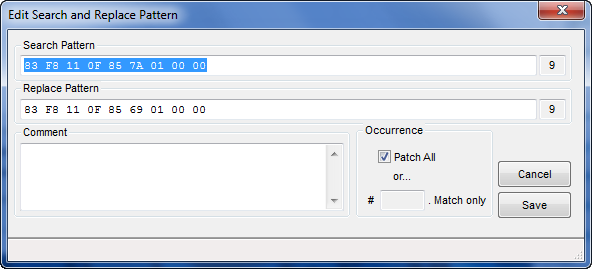 Edit Search and Replace Pattern
Search Pattern
83 F8 11 0F 85 7A 01 00 00 9
Replace Pattern
83 F8 11 0F 85 69 01 00 00 9
Comment
Occurrence
Patch All
or...
# . Match only
Cancel
Save